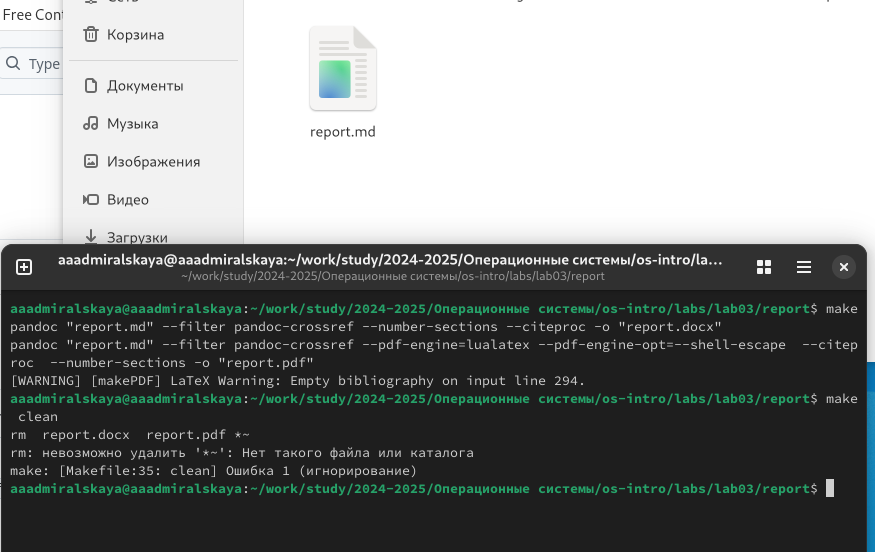 Free Cont
Корзина
Type
Документы
Музыка
report.md
Изображения
Видео
Загрузки
aaadmiralskaya@aaadmiralskaya:~/work/study/2024-2025/Операционные системы/os-intro/la...
~/work/study/2024-2025/Операционные системы/os-intro/labs/lab03/report
aaadmiralskaya@aaadmiralskaya:~/work/study/2024-2025/Операционные системы/os-intro/labs/lab03/report$ make
pandoc "report.md" --filter pandoc-crossref --number-sections --citeproc -o "report.docx"
pandoc "report.md" --filter pandoc-crossref --pdf-engine=lualatex --pdf-engine-opt=--shell-escape  --citep
roc  --number-sections -o "report.pdf"
[WARNING] [makePDF] LaTeX Warning: Empty bibliography on input line 294.
aaadmiralskaya@aaadmiralskaya:~/work/study/2024-2025/Операционные системы/os-intro/labs/lab03/report$ make
 clean
rm  report.docx  report.pdf *~
rm: невозможно удалить '*~': Нет такого файла или каталога
make: [Makefile:35: clean] Ошибка 1 (игнорирование)
aaadmiralskaya@aaadmiralskaya:~/work/study/2024-2025/Операционные системы/os-intro/labs/lab03/report$